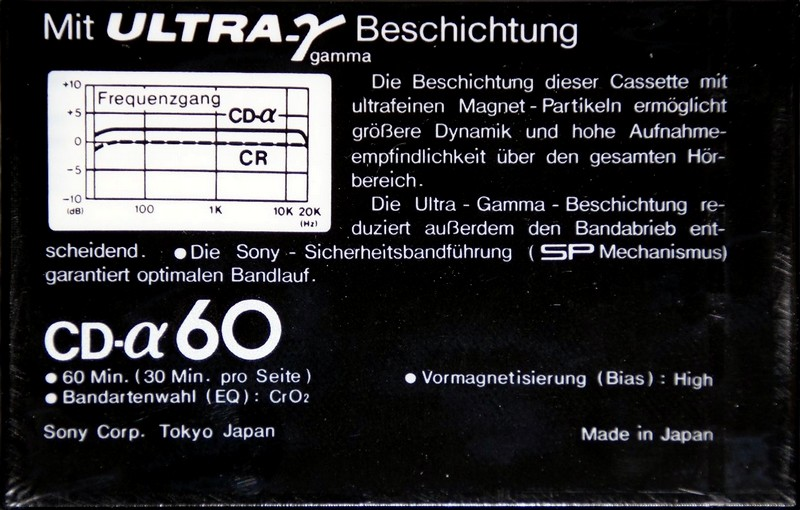 Mit ULTRA-γ Beschichtung
gamma
Frequenzgang
CD-α
CR
+10
+5
0
-5
-10
(dB)
100
1K
10K
20K
(Hz)
Die Beschichtung dieser Cassette mit
ultrafeinen Magnet-Partikeln ermöglicht
größere Dynamik und hohe Aufnahme-
empfindlichkeit über den gesamten Hör-
bereich.
Die Ultra-Gamma-Beschichtung re-
duziert außerdem den Bandabrieb ent-
scheidend. ●Die Sony-Sicherheitsbandführung (SP Mechanismus)
garantiert optimalen Bandlauf.
CD-α 60
●60 Min. (30 Min. pro Seite)
●Vormagnetisierung (Bias): High
●Bandartenwahl (EQ): CrO₂
Sony Corp. Tokyo Japan
Made in Japan